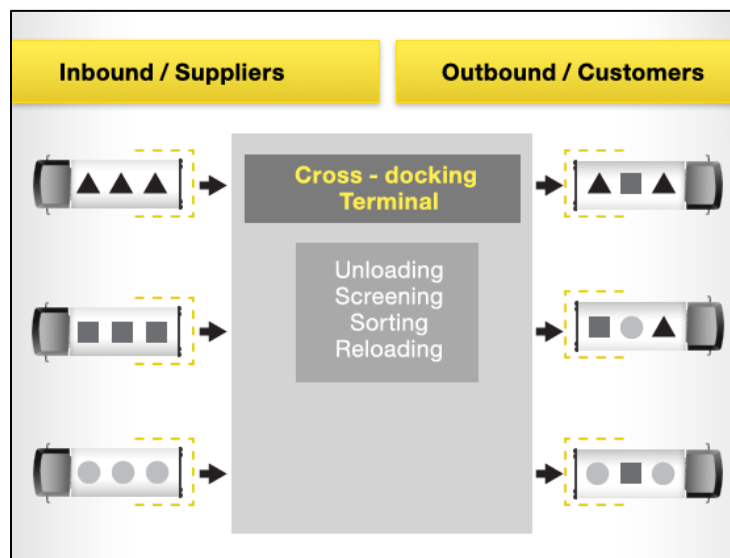 Inbound / Suppliers
Outbound / Customers
Cross - docking
Terminal
Unloading
Screening
Sorting
Reloading